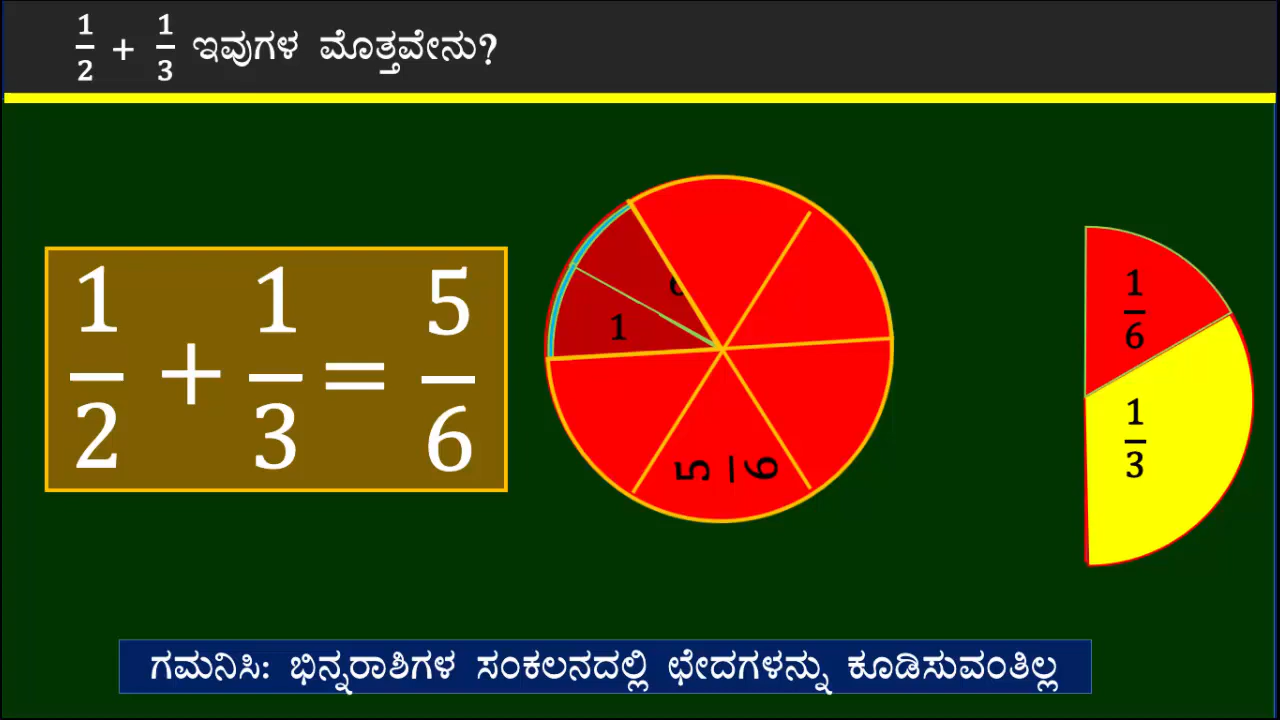 1/2 + 1/3 ಇವುಗಳ ಮೊತ್ತವೇನು?
1/2 + 1/3 = 5/6
6
1
5/6
1/6
1/3
ಗಮನಿಸಿ: ಭಿನ್ನರಾಶಿಗಳ ಸಂಕಲನದಲ್ಲಿ ಛೇದಗಳನ್ನು ಕೂಡಿಸುವಂತಿಲ್ಲ